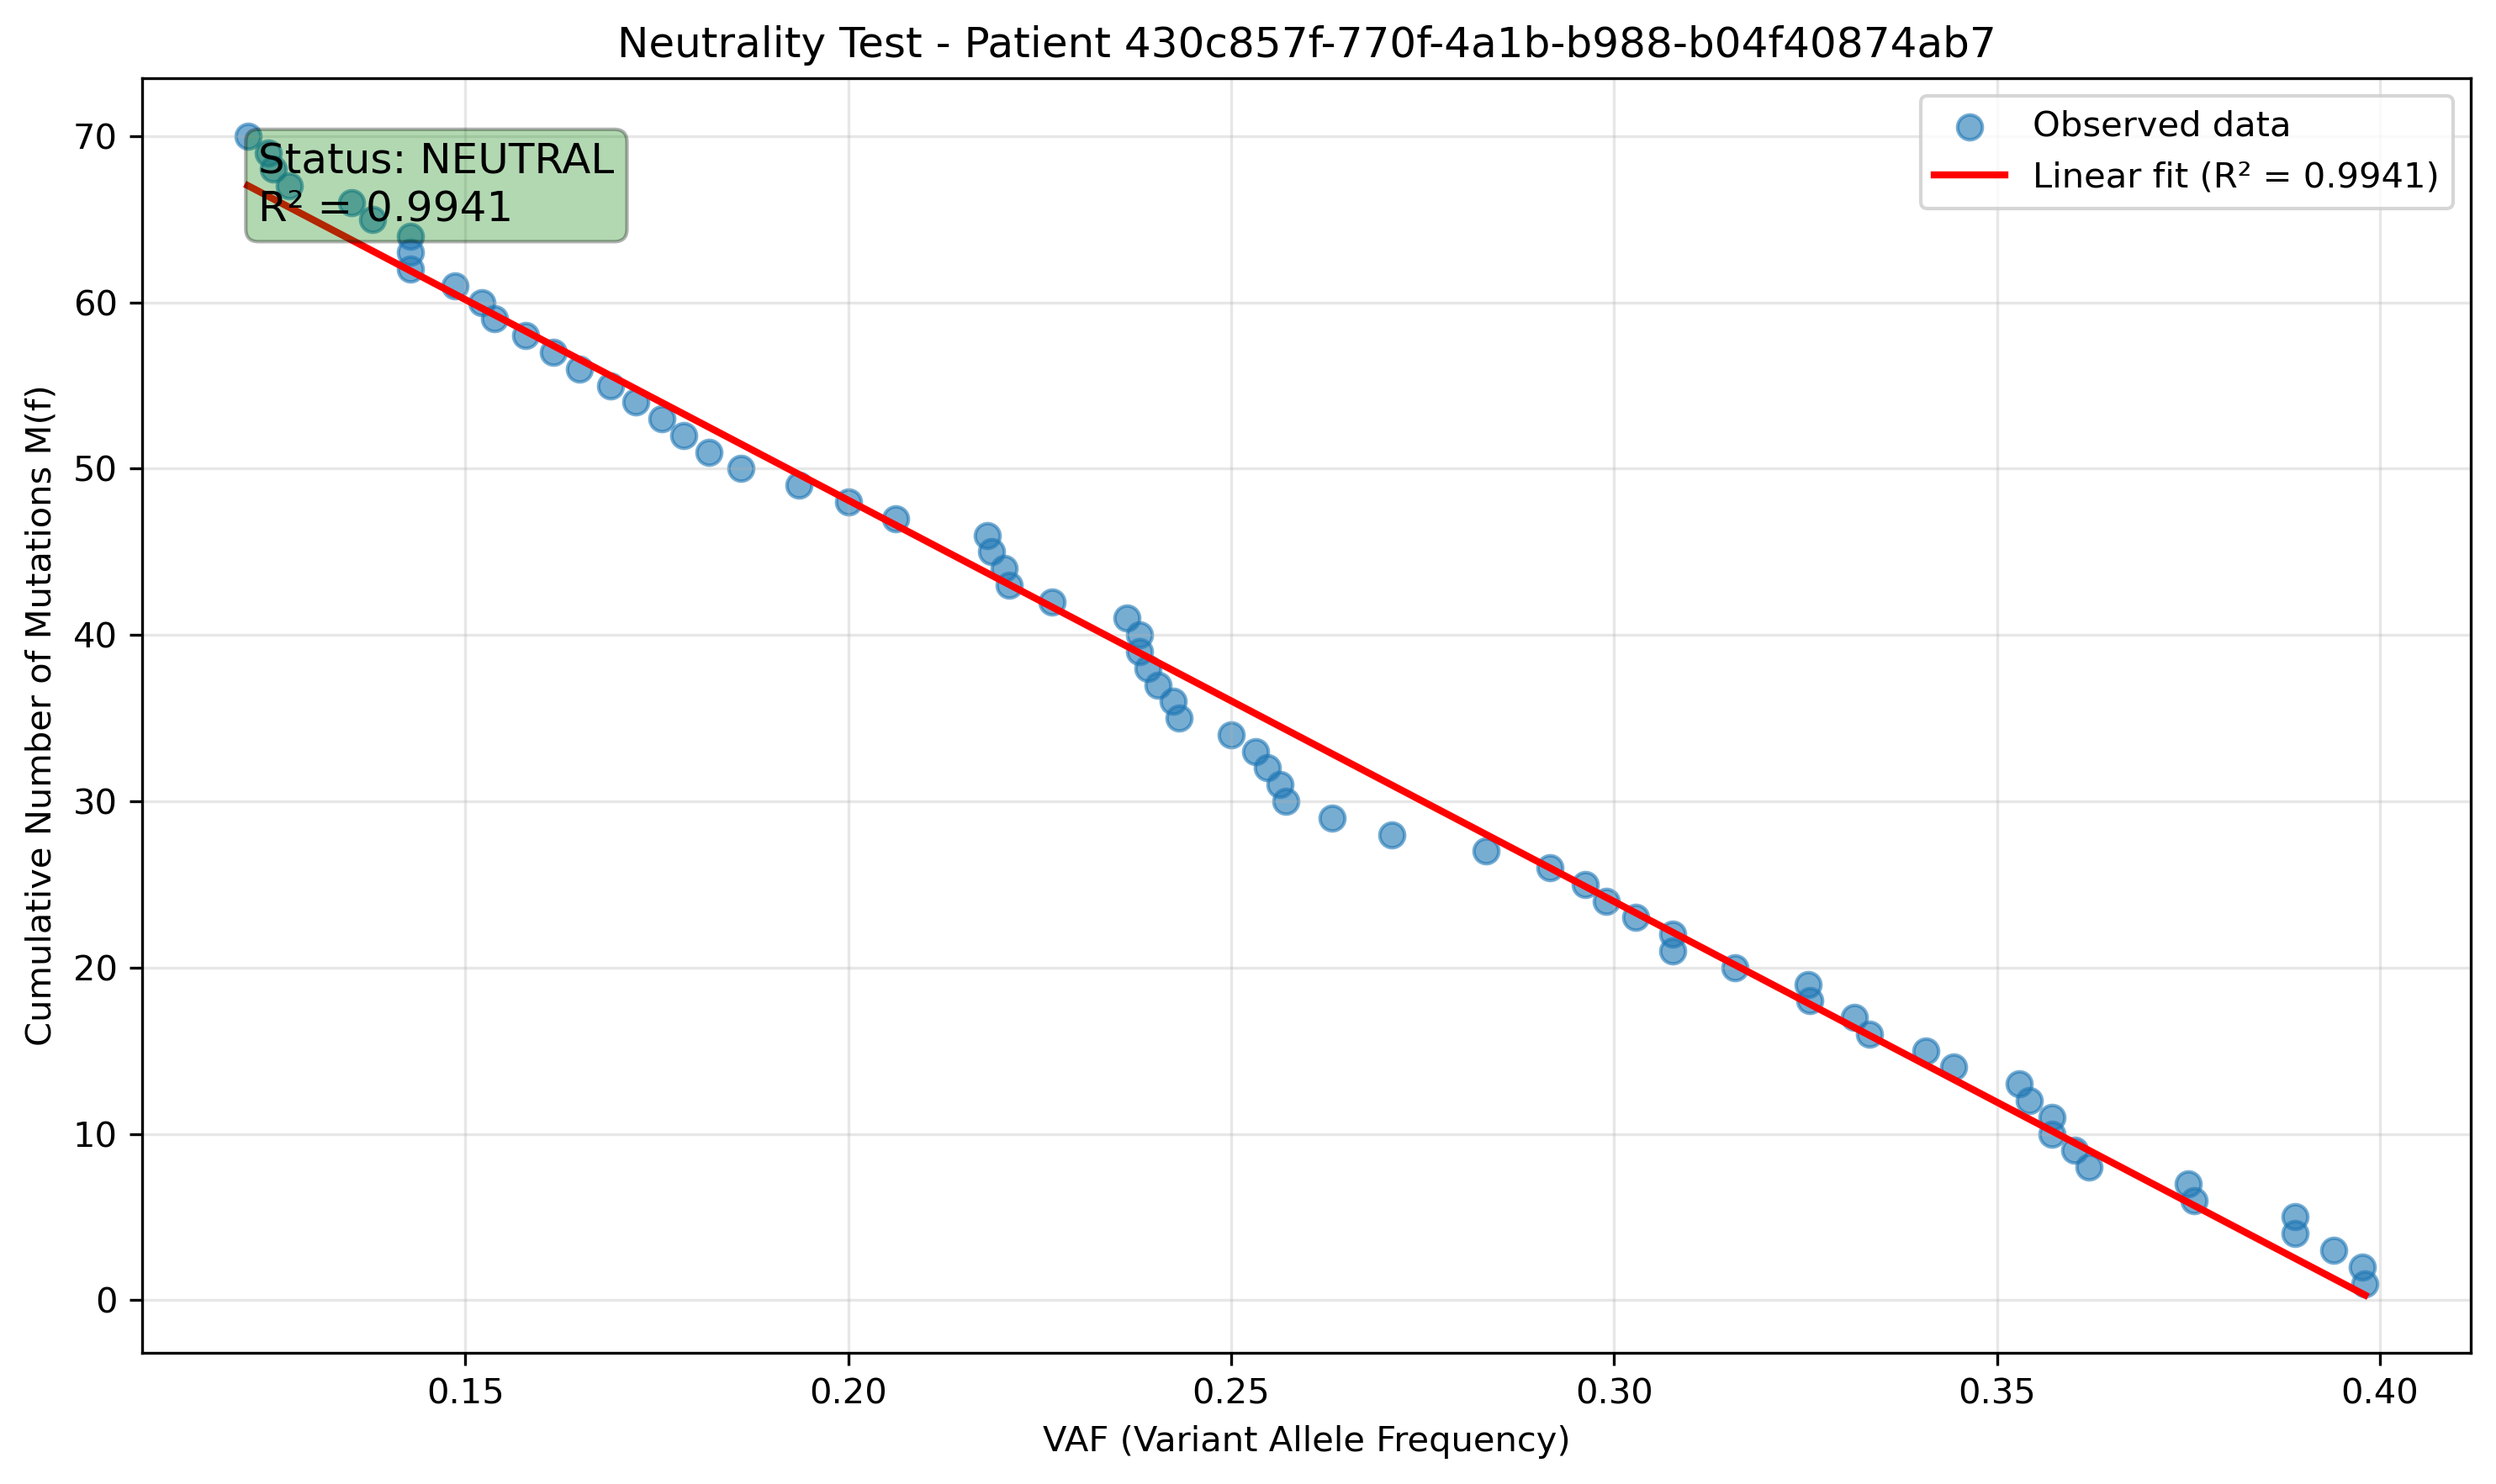 Neutrality Test - Patient 430c857f-770f-4a1b-b988-b04f40874ab7
Observed data
Linear fit (R² = 0.9941)
Status: NEUTRAL
R² = 0.9941
Cumulative Number of Mutations M(f)
70
60
50
40
30
20
10
0
0.15 0.20 0.25 0.30 0.35 0.40
VAF (Variant Allele Frequency)